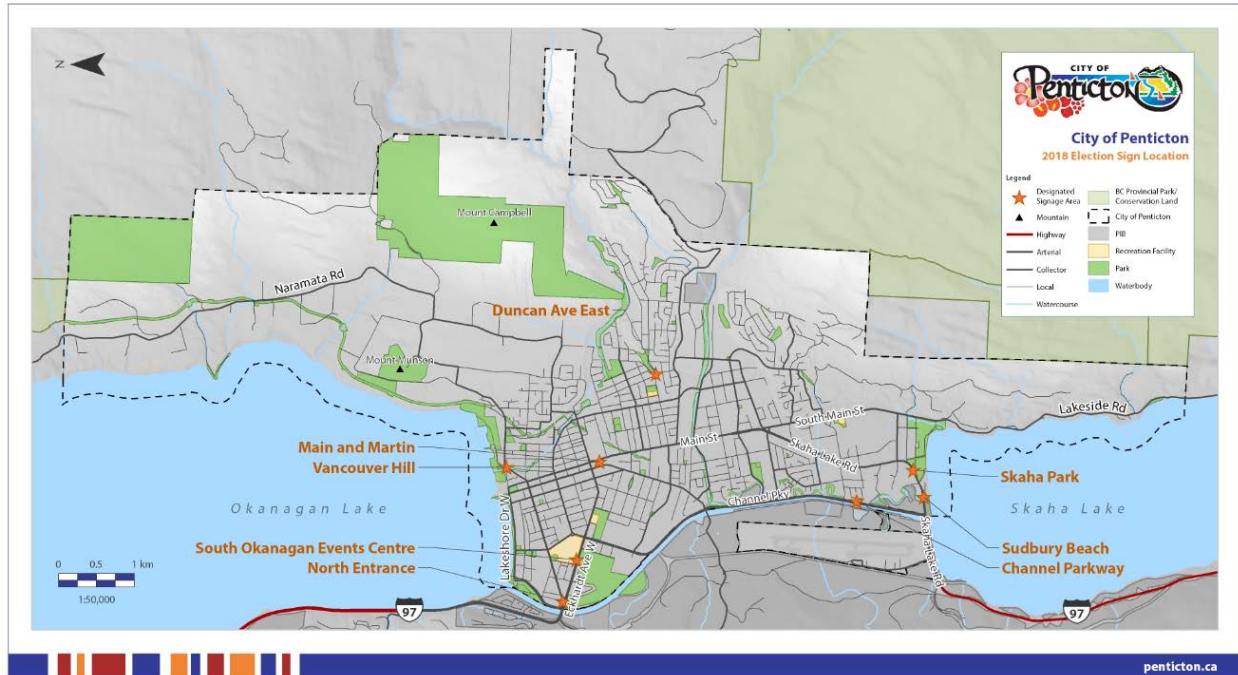 N
CITY OF
Penticton
City of Penticton
2018 Election Sign Location
Legend
Designated
Signage Area
Mountain
Highway
Arterial
Collector
Local
Watercourse
BC Provincial Park/
Conservation Land
City of Penticton
PIB
Recreation Facility
Park
Waterbody
Mount Campbell
Naramata Rd
Duncan Ave East
Mount Munson
Lakeside Rd
South Main St
Main St
Skaha Lake Rd
Main and Martin
Vancouver Hill
Skaha Park
Channel Pky
Okanagan Lake
Skaha Lake
Lakeshore Dr W
South Okanagan Events Centre
North Entrance
Eckhardt Ave W
Skaha Lake Rd
Sudbury Beach
Channel Parkway
0 0.5 1 km
1:50,000
97
97
penticton.ca